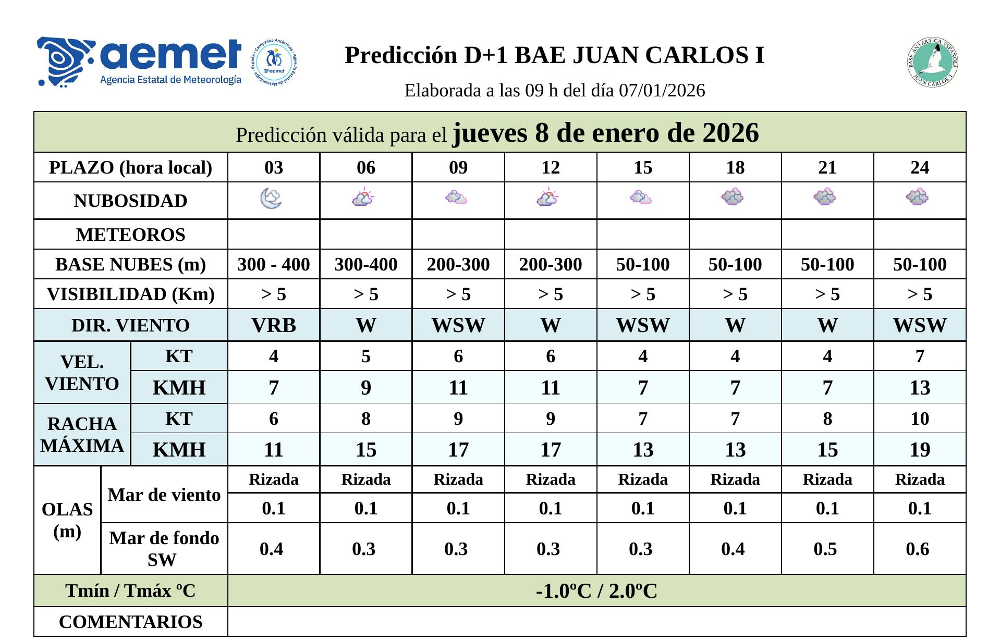 aemet
Agencia Estatal de Meteorología
Campañas Antárticas · Agencia Estatal de Meteorología · España ·
aemet
Predicción D+1 BAE JUAN CARLOS I
Elaborada a las 09 h del día 07/01/2026
BASE ANTÁRTICA ESPAÑOLA
JUAN CARLOS I
Predicción válida para el jueves 8 de enero de 2026
PLAZO (hora local) 03 06 09 12 15 18 21 24
NUBOSIDAD
METEOROS
BASE NUBES (m) 300 - 400 300-400 200-300 200-300 50-100 50-100 50-100 50-100
VISIBILIDAD (Km) > 5 > 5 > 5 > 5 > 5 > 5 > 5 > 5
DIR. VIENTO VRB W WSW W WSW W W WSW
VEL.
VIENTO
KT 4 5 6 6 4 4 4 7
KMH 7 9 11 11 7 7 7 13
RACHA
MÁXIMA
KT 6 8 9 9 7 7 8 10
KMH 11 15 17 17 13 13 15 19
OLAS
(m)
Mar de viento
Rizada Rizada Rizada Rizada Rizada Rizada Rizada Rizada
0.1 0.1 0.1 0.1 0.1 0.1 0.1 0.1
Mar de fondo
SW
0.4 0.3 0.3 0.3 0.3 0.4 0.5 0.6
Tmín / Tmáx ºC -1.0ºC / 2.0ºC
COMENTARIOS